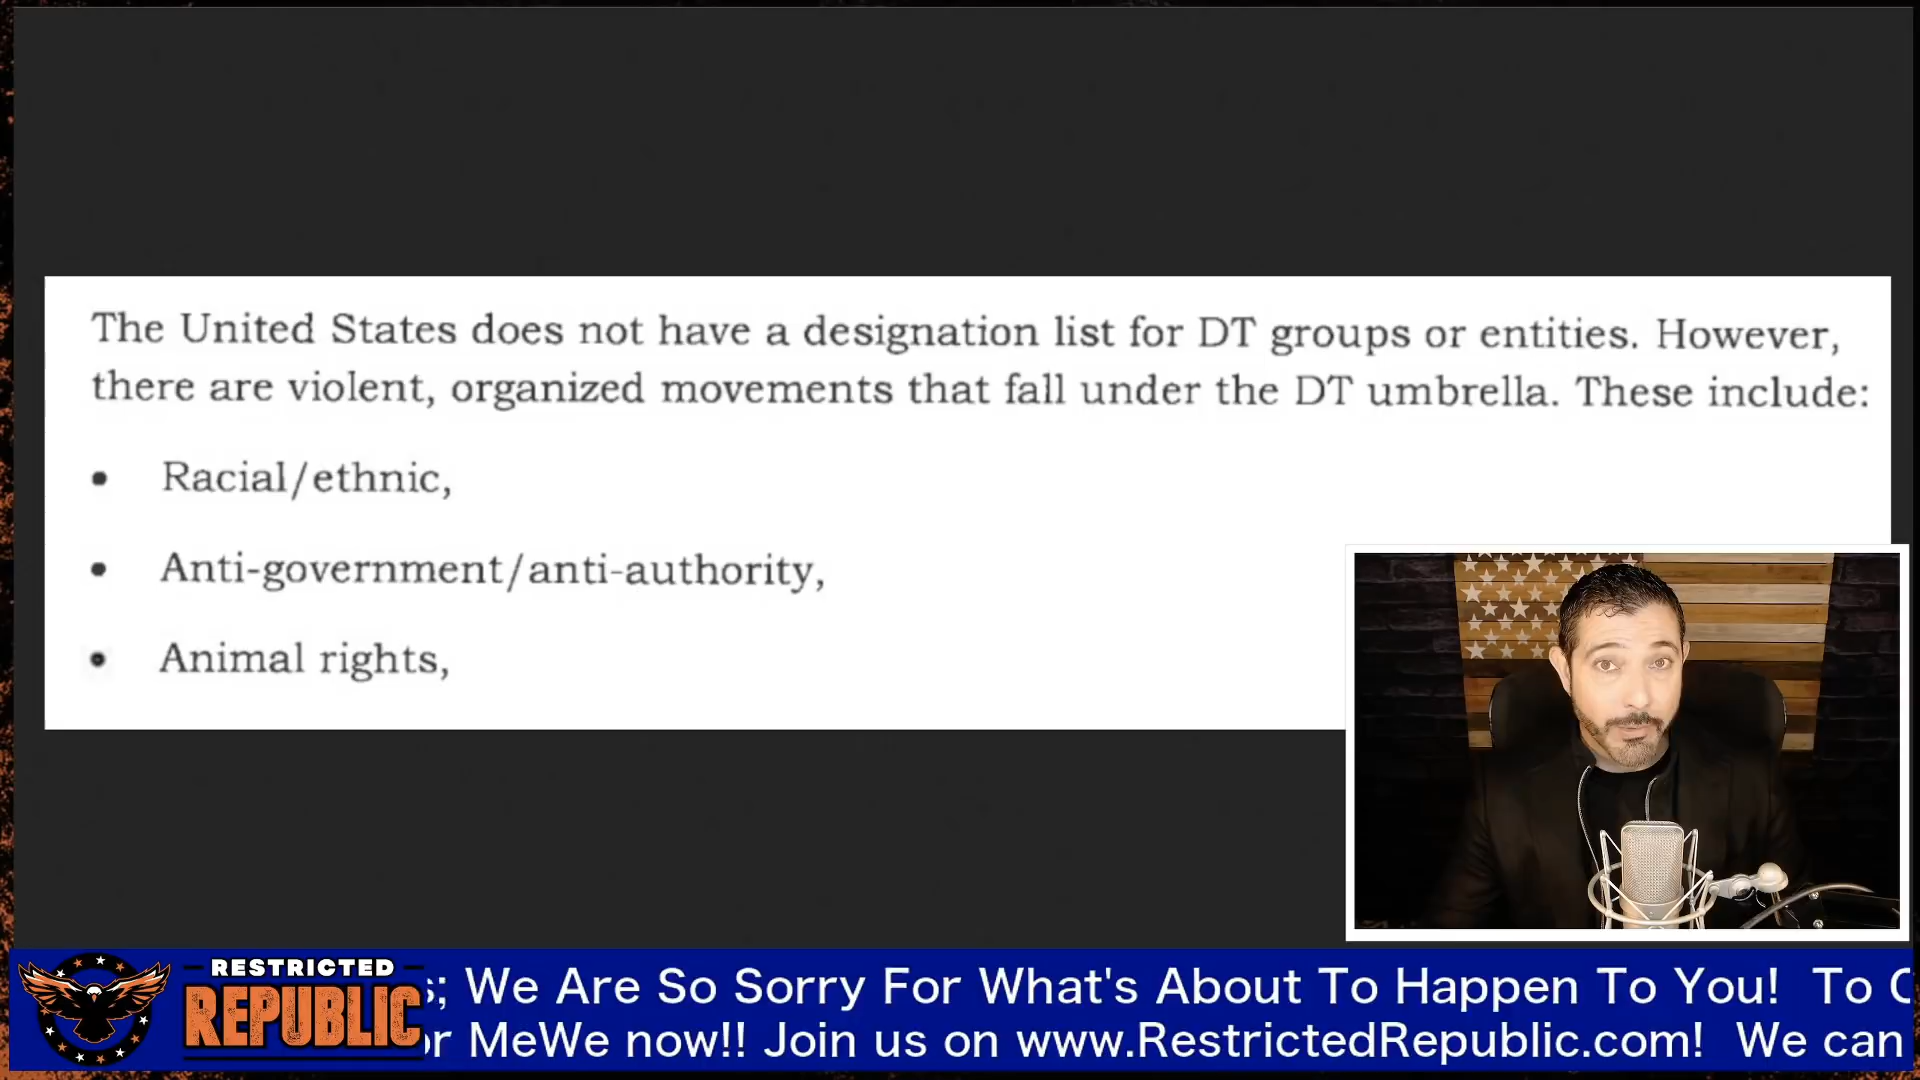 The United States does not have a designation list for DT groups or entities. However,
there are violent, organized movements that fall under the DT umbrella. These include:
• Racial/ethnic,
• Anti-government/anti-authority,
• Animal rights,
RESTRICTED
REPUBLIC
; We Are So Sorry For What's About To Happen To You! To
MeWe now!! Join us on www.RestrictedRepublic.com! We can